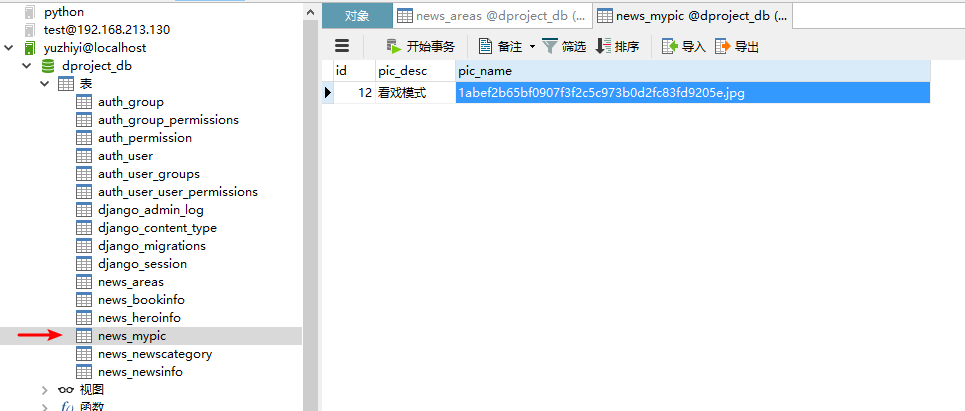 python
test@192.168.213.130
yuzhiyi@localhost
dproject_db
表
auth_group
auth_group_permissions
auth_permission
auth_user
auth_user_groups
auth_user_user_permissions
django_admin_log
django_content_type
django_migrations
django_session
news_areas
news_bookinfo
news_heroinfo
news_mypic
news_newscategory
news_newsinfo
视图
函数
对象 news_areas @dproject_db (... news_mypic @dproject_db (...
开始事务 备注 筛选 排序 导入 导出
id pic_desc pic_name
12 看戏模式 1abef2b65bf0907f3f2c5c973b0d2fc83fd9205e.jpg